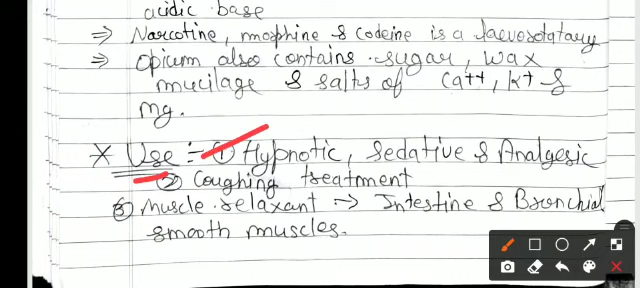 acidic base
⇒ Narcotine, morphine & codeine is a laevorotatary
⇒ Opium also contains sugar, wax
mucilage & salts of Ca++, K+ &
mg.
* Use :- ① Hypnotic, Sedative & Analgesic
② Coughing treatment
③ muscle relaxant → Intestine & Bronchial
smooth muscles.